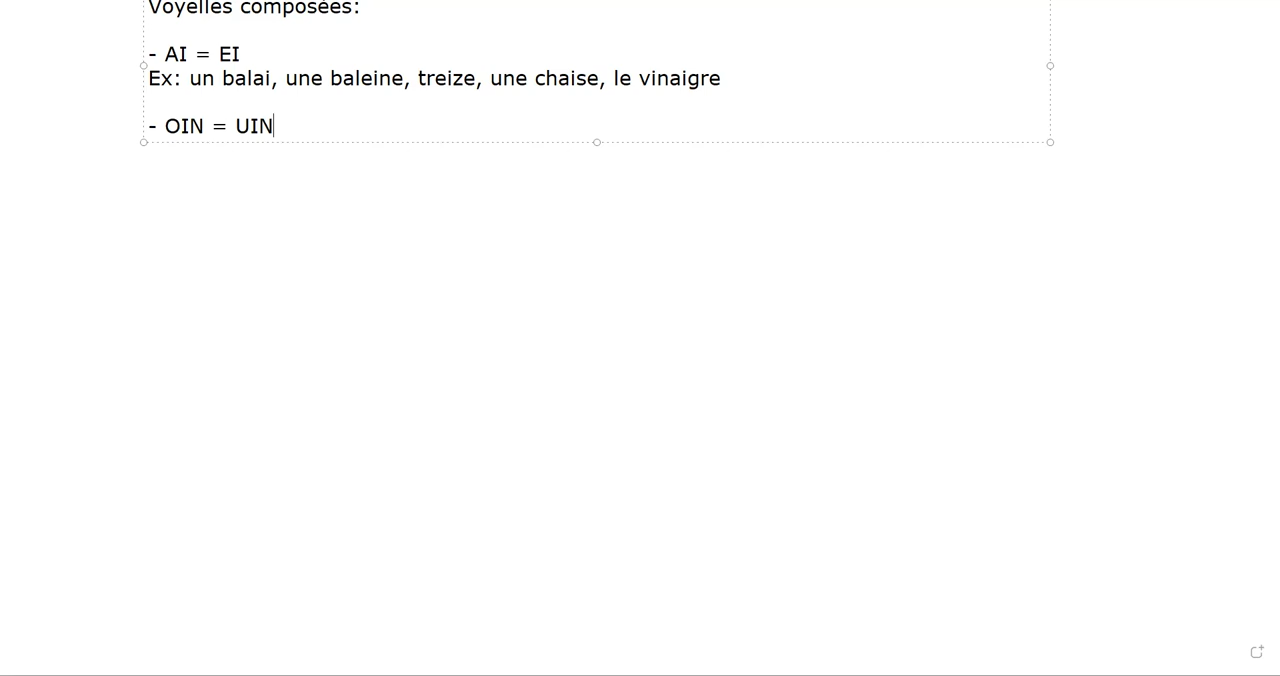 Voyelles composées:
- AI = EI
Ex: un balai, une baleine, treize, une chaise, le vinaigre
- OIN = UIN